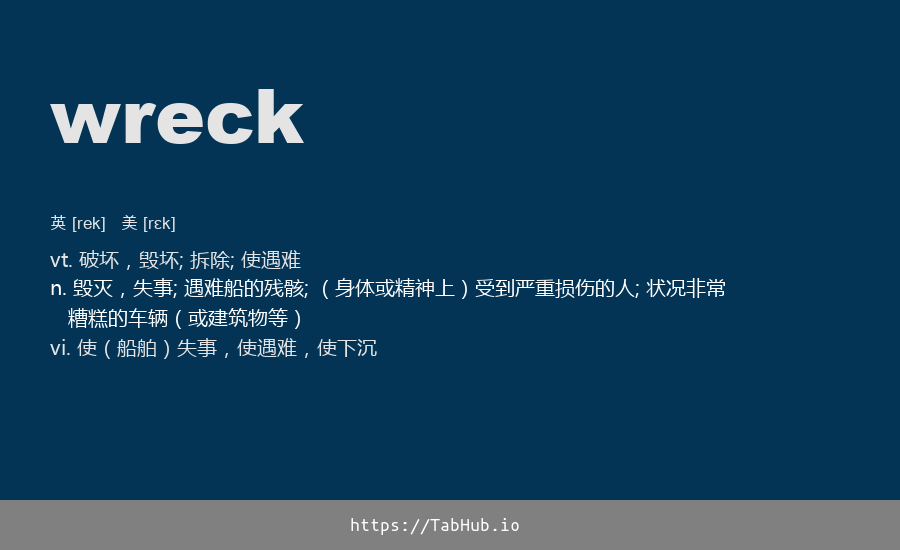 wreck
英 [rek] 美 [rɛk]
vt. 破坏，毁坏; 拆除; 使遇难
n. 毁灭，失事; 遇难船的残骸; （身体或精神上）受到严重损伤的人; 状况非常
糟糕的车辆（或建筑物等）
vi. 使（船舶）失事，使遇难，使下沉
https://TabHub.io